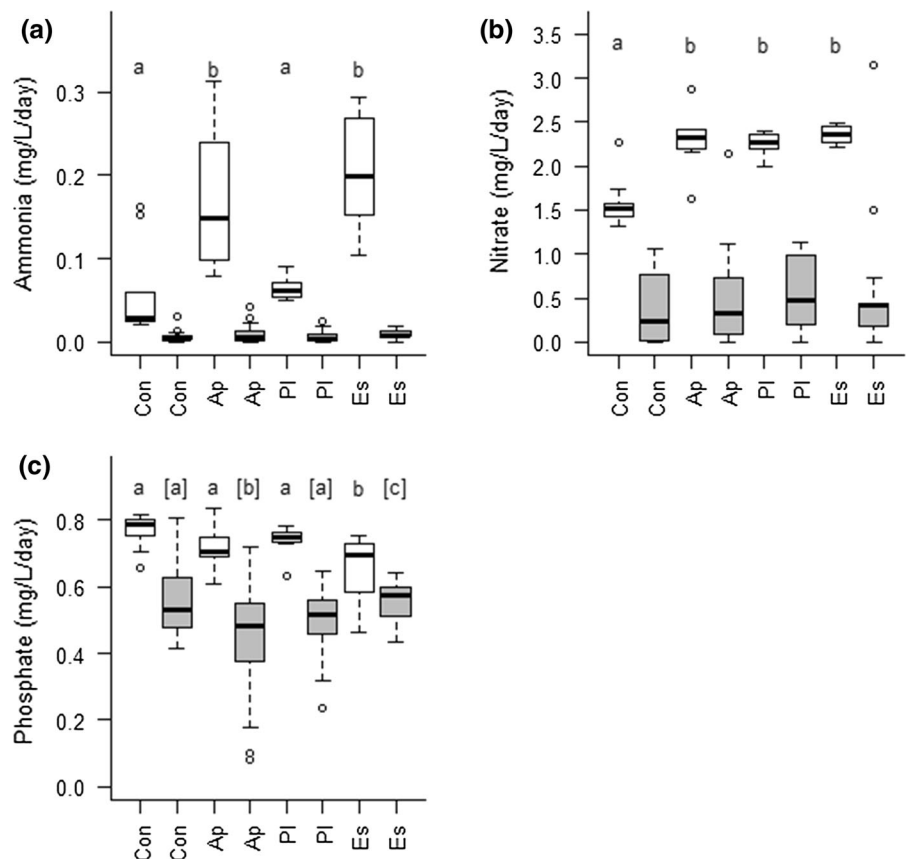 (a)
a b a b
Ammonia (mg/L/day)
0.3
0.2
0.1
0.0
Con Con Ap Ap Pl Pl Es Es
(b)
a b b b
Nitrate (mg/L/day)
3.5
3.0
2.5
2.0
1.5
1.0
0.5
0.0
Con Con Ap Ap Pl Pl Es Es
(c)
a [a] a [b] a [a] b [c]
Phosphate (mg/L/day)
0.8
0.6
0.4
0.2
0.0
Con Con Ap Ap Pl Pl Es Es